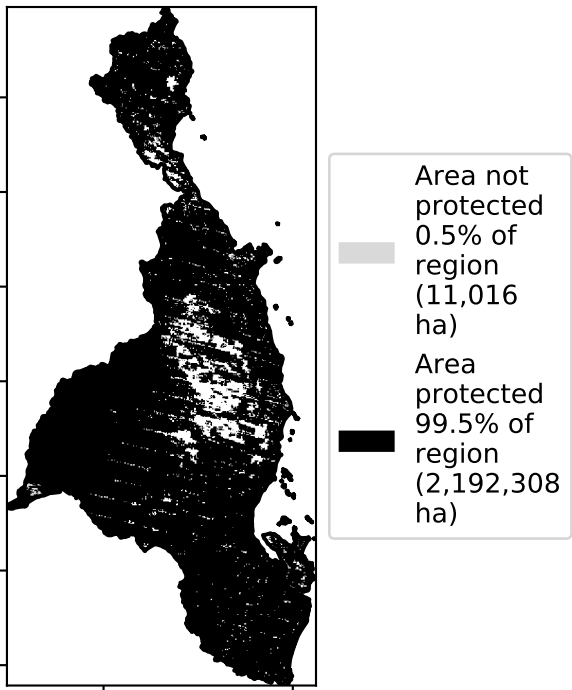 Area not
protected
0.5% of
region
(11,016
ha)
Area
protected
99.5% of
region
(2,192,308
ha)